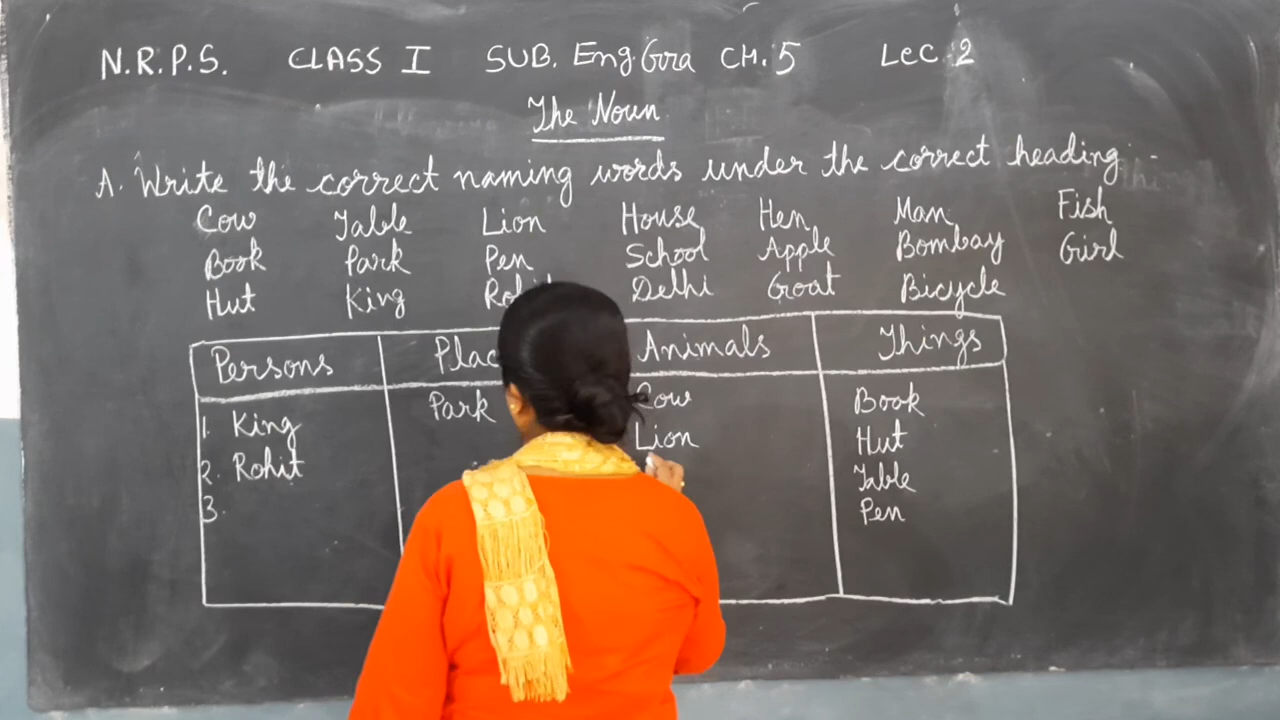 N.R.P.S. CLASS I SUB. Eng. Gra CH. 5 LEC. 2
The Noun
A. Write the correct naming words under the correct heading.
Cow Table Lion House Hen Man Fish
Book Park Pen School Apple Bombay Girl
Hut King Delhi Goat Bicycle
Persons Animals Things
Park Cow Book
1. King Lion Hut
2. Rohit Table
3. Pen